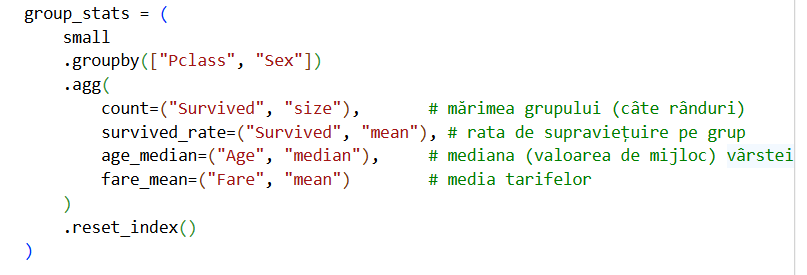 group_stats = (
    small
    .groupby(["Pclass", "Sex"])
    .agg(
        count=("Survived", "size"),       # mărimea grupului (câte rânduri)
        survived_rate=("Survived", "mean"), # rata de supraviețuire pe grup
        age_median=("Age", "median"),     # mediana (valoarea de mijloc) vârstei
        fare_mean=("Fare", "mean")        # media tarifelor
    )
    .reset_index()
)